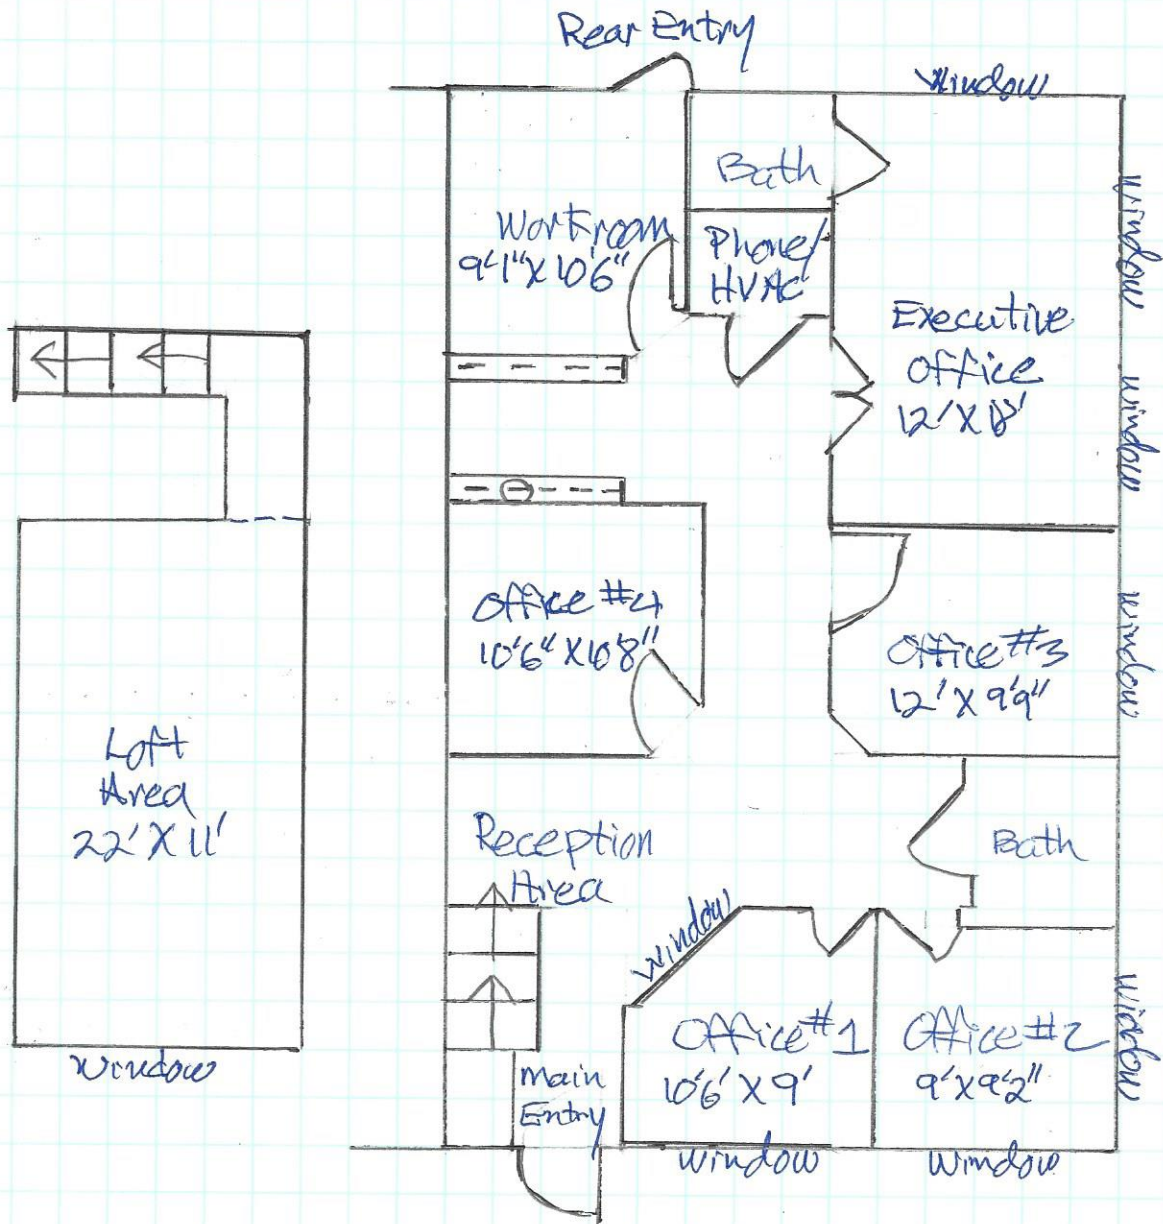 Rear Entry
Window
Bath
Window
Workroom
9'1" X 10'6"
Phone/
HVAC
Executive
Office
12' X 18'
Window
Office #4
10'6" X 10'8"
Office #3
12' X 9'9"
Window
Loft
Area
22' X 11'
Window
Reception
Area
Bath
Window
Office #1
10'6' X 9'
Office #2
9' X 9'2"
Window
Main
Entry
Window
Window